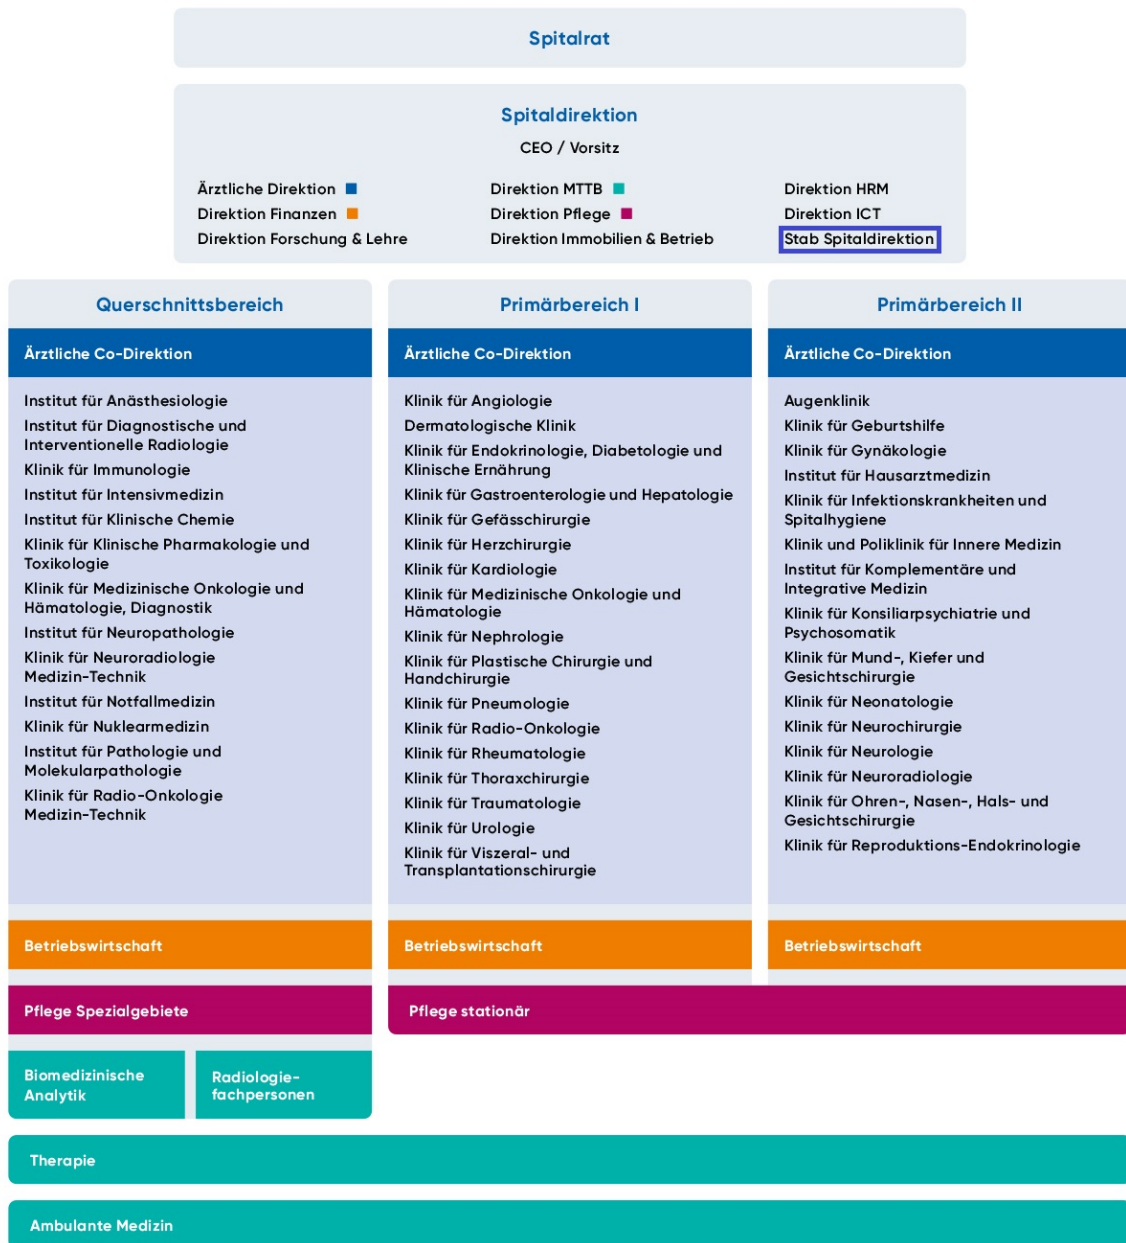 Spitalrat
Spitaldirektion
CEO / Vorsitz
Ärztliche Direktion
Direktion Finanzen
Direktion Forschung & Lehre
Direktion MTTB
Direktion Pflege
Direktion Immobilien & Betrieb
Direktion HRM
Direktion ICT
Stab Spitaldirektion
Querschnittsbereich
Ärztliche Co-Direktion
Institut für Anästhesiologie
Institut für Diagnostische und
Interventionelle Radiologie
Klinik für Immunologie
Institut für Intensivmedizin
Institut für Klinische Chemie
Klinik für Klinische Pharmakologie und
Toxikologie
Klinik für Medizinische Onkologie und
Hämatologie, Diagnostik
Institut für Neuropathologie
Klinik für Neuroradiologie
Medizin-Technik
Institut für Notfallmedizin
Klinik für Nuklearmedizin
Institut für Pathologie und
Molekularpathologie
Klinik für Radio-Onkologie
Medizin-Technik
Betriebswirtschaft
Pflege Spezialgebiete
Biomedizinische
Analytik
Radiologie-
fachpersonen
Primärbereich I
Ärztliche Co-Direktion
Klinik für Angiologie
Dermatologische Klinik
Klinik für Endokrinologie, Diabetologie und
Klinische Ernährung
Klinik für Gastroenterologie und Hepatologie
Klinik für Gefässchirurgie
Klinik für Herzchirurgie
Klinik für Kardiologie
Klinik für Medizinische Onkologie und
Hämatologie
Klinik für Nephrologie
Klinik für Plastische Chirurgie und
Handchirurgie
Klinik für Pneumologie
Klinik für Radio-Onkologie
Klinik für Rheumatologie
Klinik für Thoraxchirurgie
Klinik für Traumatologie
Klinik für Urologie
Klinik für Viszeral- und
Transplantationschirurgie
Betriebswirtschaft
Primärbereich II
Ärztliche Co-Direktion
Augenklinik
Klinik für Geburtshilfe
Klinik für Gynäkologie
Institut für Hausarztmedizin
Klinik für Infektionskrankheiten und
Spitalhygiene
Klinik und Poliklinik für Innere Medizin
Institut für Komplementäre und
Integrative Medizin
Klinik für Konsiliarpsychiatrie und
Psychosomatik
Klinik für Mund-, Kiefer und
Gesichtschirurgie
Klinik für Neonatologie
Klinik für Neurochirurgie
Klinik für Neurologie
Klinik für Neuroradiologie
Klinik für Ohren-, Nasen-, Hals- und
Gesichtschirurgie
Klinik für Reproduktions-Endokrinologie
Betriebswirtschaft
Pflege stationär
Therapie
Ambulante Medizin